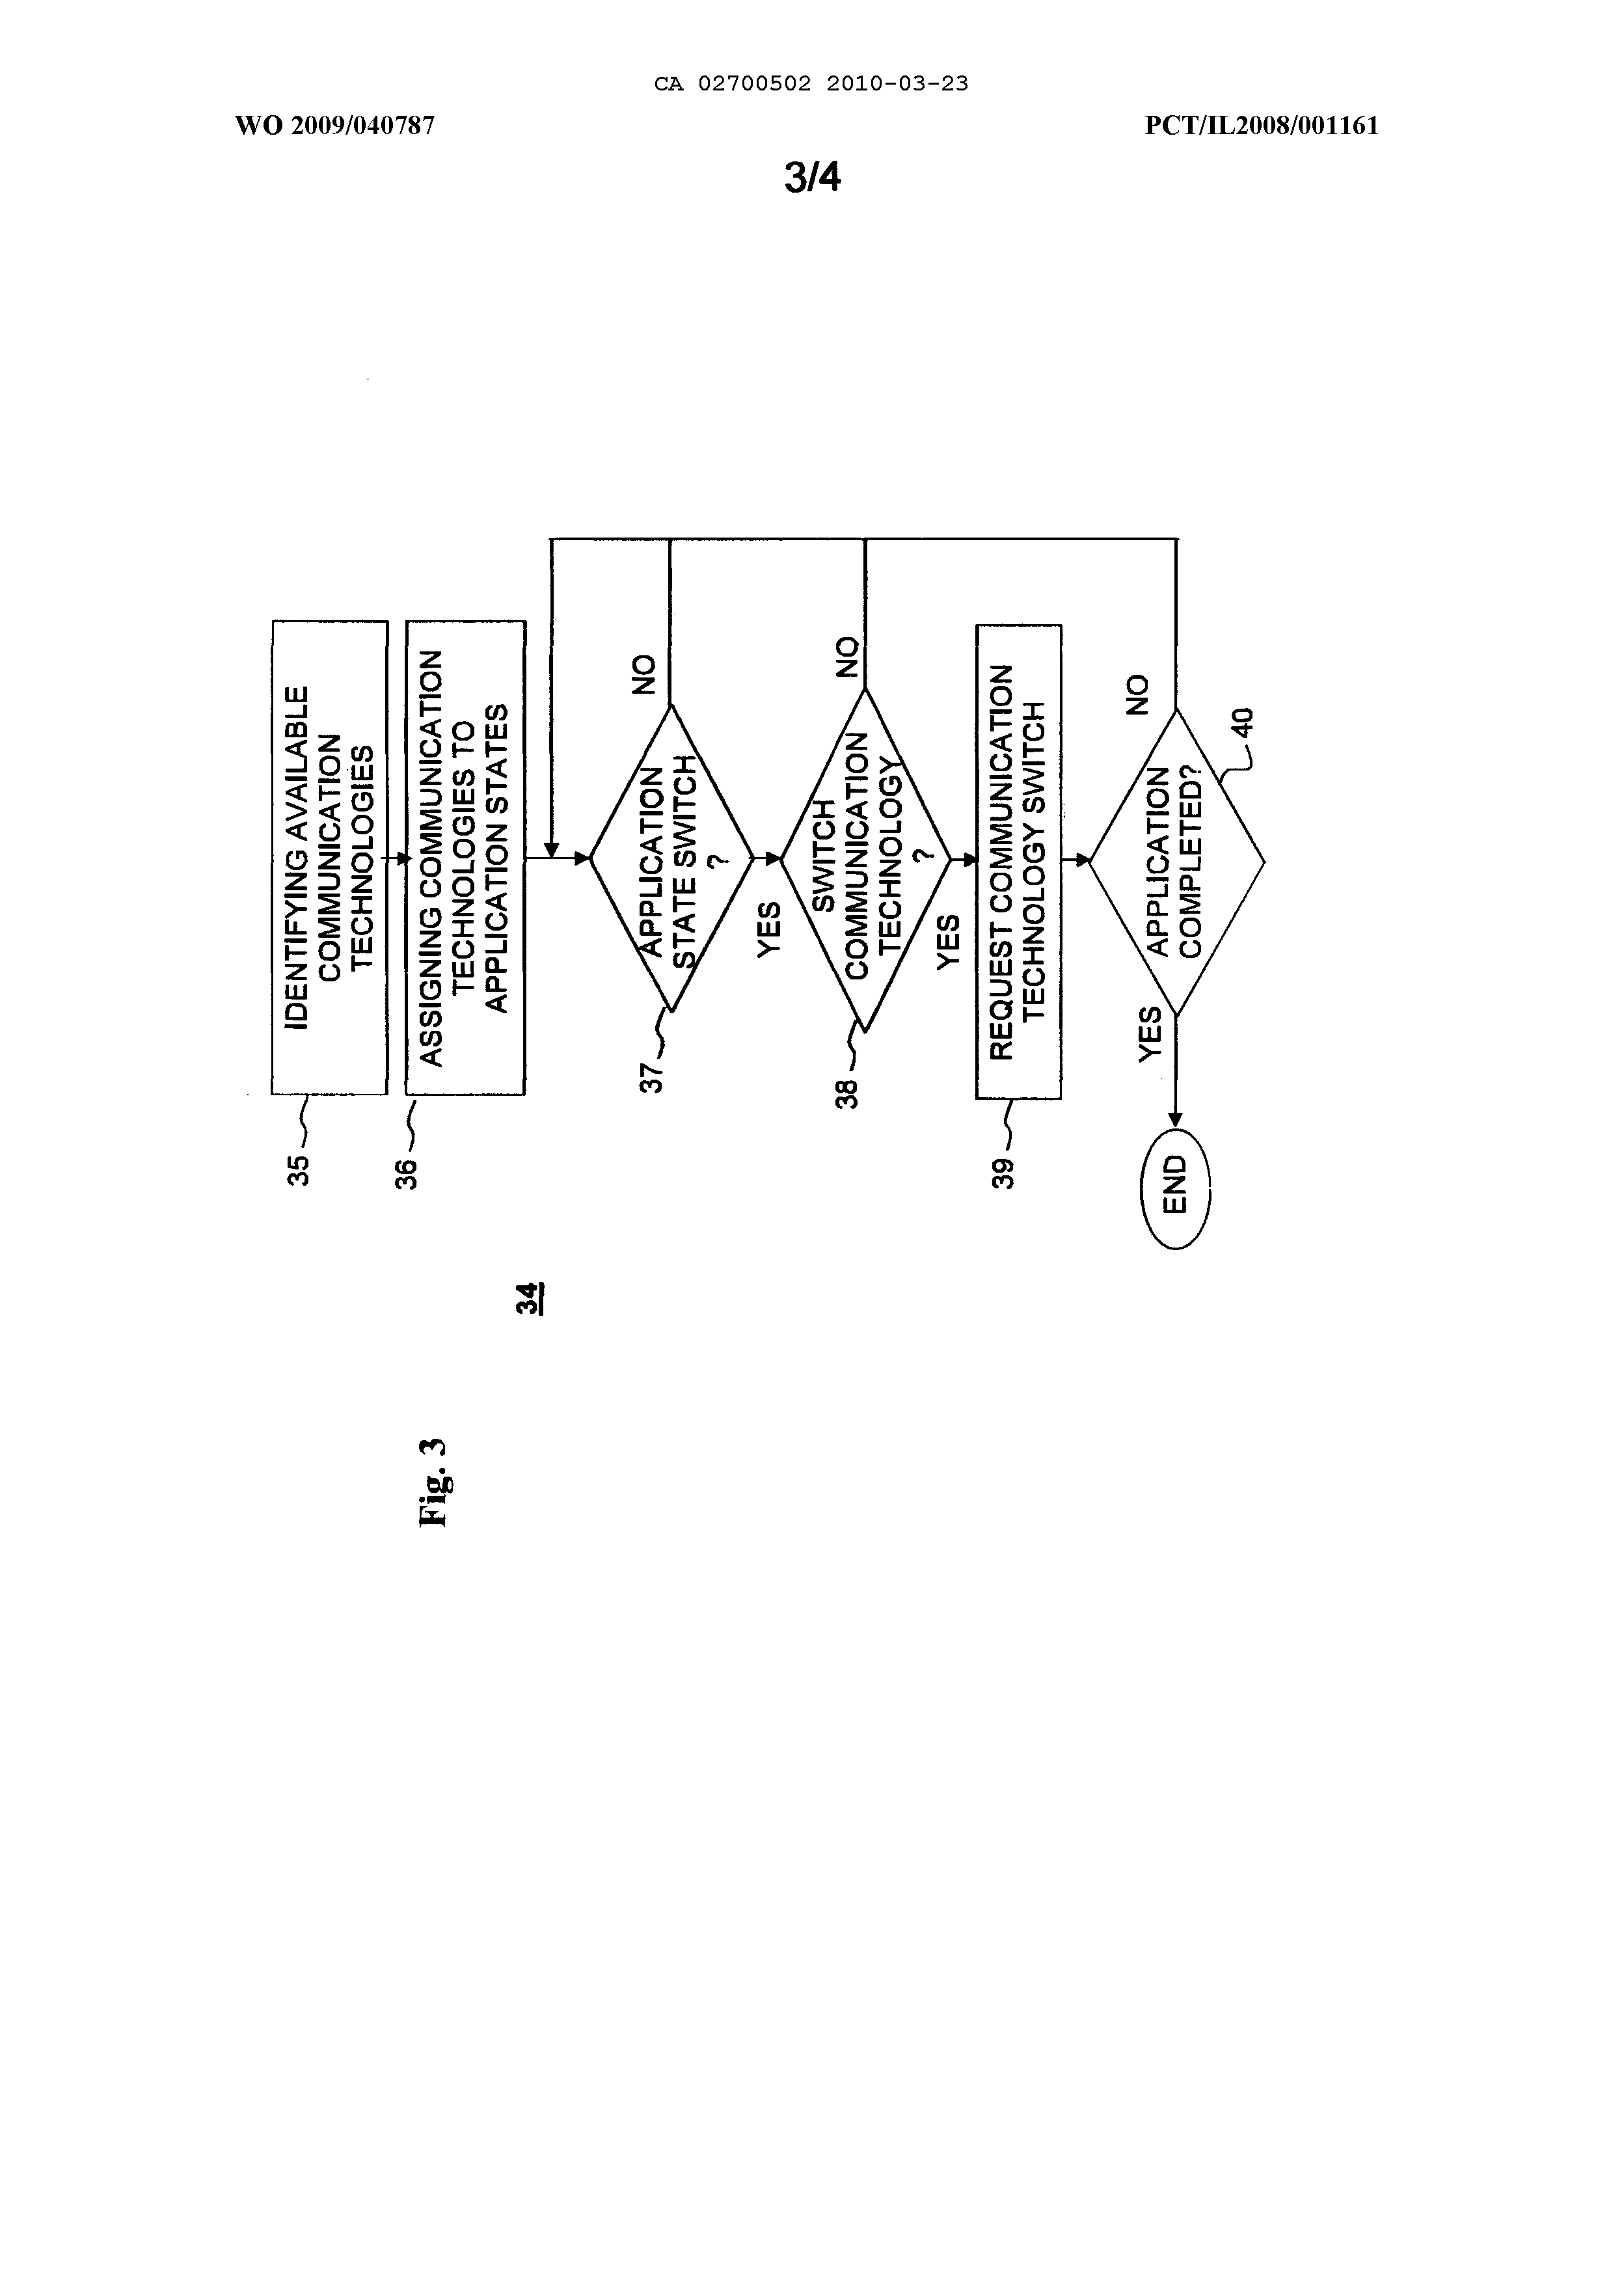 CA 02700502 2010-03-23
WO 2009/040787
PCT/IL2008/001161
3/4
IDENTIFYING AVAILABLE
COMMUNICATION
TECHNOLOGIES
35
ASSIGNING COMMUNICATION
TECHNOLOGIES TO
APPLICATION STATES
36
APPLICATION
STATE SWITCH
?
NO
YES
37
SWITCH
COMMUNICATION
TECHNOLOGY
?
NO
YES
38
REQUEST COMMUNICATION
TECHNOLOGY SWITCH
39
APPLICATION
COMPLETED?
NO
YES
40
END
34
Fig. 3